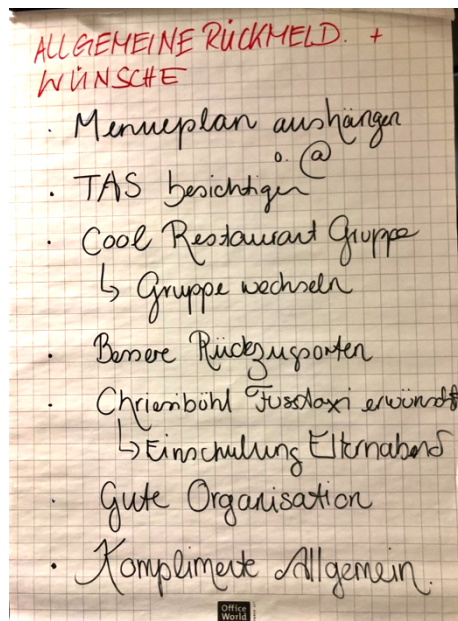 ALLGEMEINE RÜCKMELD. +
WÜNSCHE
· Menueplan aushängen
o. @
· TAS besichtigen
· Cool Restaurant Gruppe
↳ Gruppe wechseln
· Bessere Rückzugsorten
· Chriesibühl Fusstaxi erwünscht
↳ Einschulung Elternabend
· Gute Organisation
· Komplimente Allgemein.
Office
World